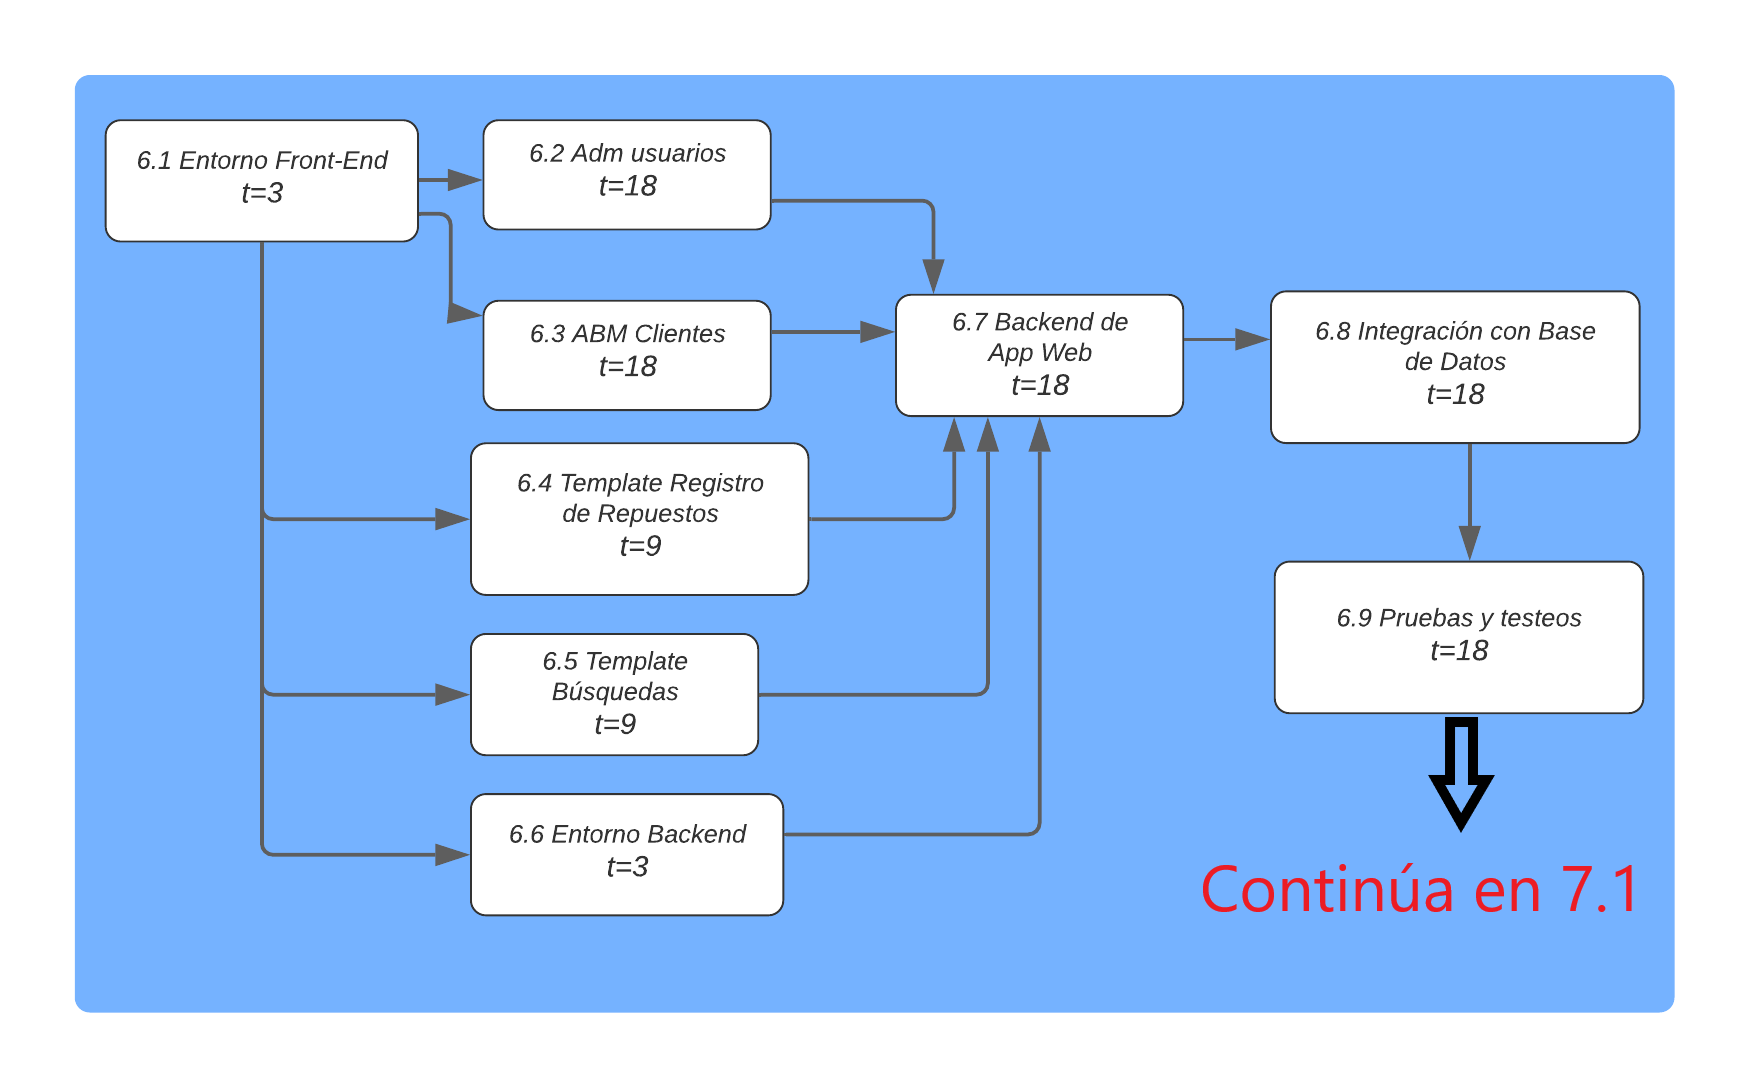 6.1 Entorno Front-End
t=3
6.2 Adm usuarios
t=18
6.3 ABM Clientes
t=18
6.4 Template Registro
de Repuestos
t=9
6.5 Template
Búsquedas
t=9
6.6 Entorno Backend
t=3
6.7 Backend de
App Web
t=18
6.8 Integración con Base
de Datos
t=18
6.9 Pruebas y testeos
t=18
Continúa en 7.1